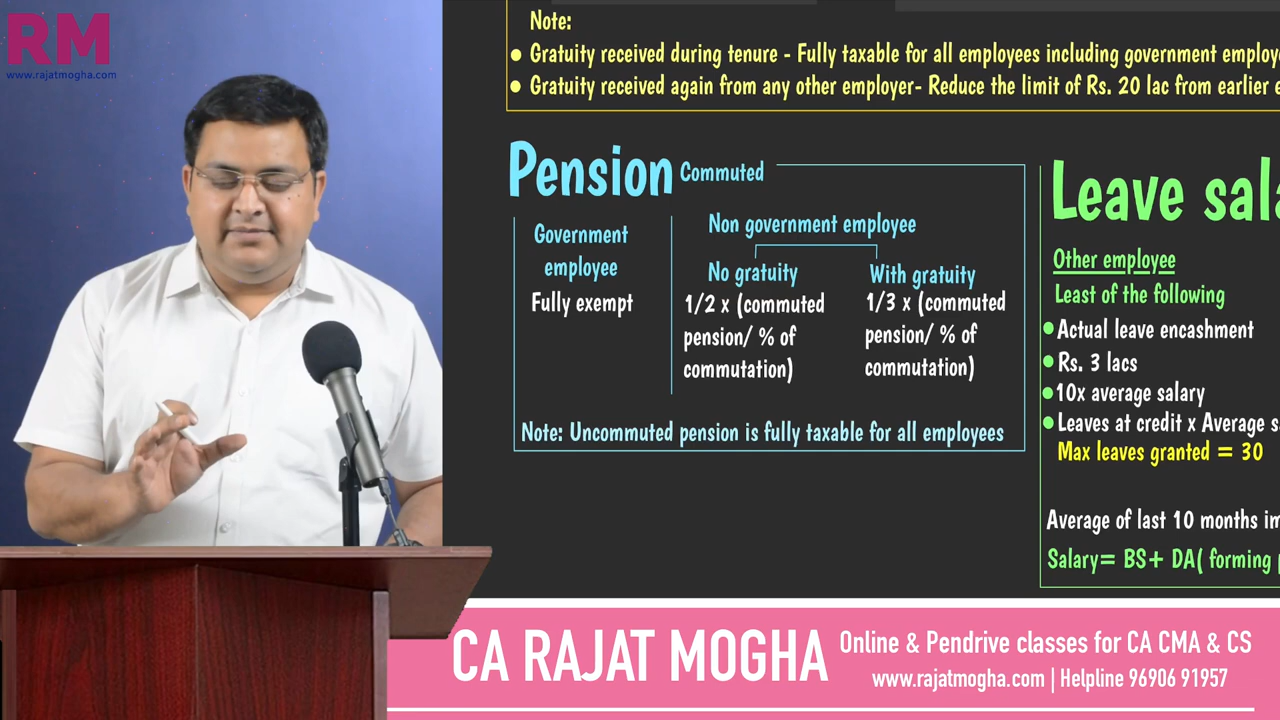 RM
www.rajatmogha.com
Note:
• Gratuity received during tenure - Fully taxable for all employees including government employ
• Gratuity received again from any other employer- Reduce the limit of Rs. 20 lac from earlier e
Pension Commuted
Government
employee
Fully exempt
Non government employee
No gratuity
1/2 x (commuted
pension/ % of
commutation)
With gratuity
1/3 x (commuted
pension/ % of
commutation)
Note: Uncommuted pension is fully taxable for all employees
Leave sala
Other employee
Least of the following
• Actual leave encashment
• Rs. 3 lacs
• 10x average salary
• Leaves at credit x Average s
Max leaves granted = 30
Average of last 10 months im
Salary= BS+ DA( forming p
CA RAJAT MOGHA
Online & Pendrive classes for CA CMA & CS
www.rajatmogha.com | Helpline 96906 91957